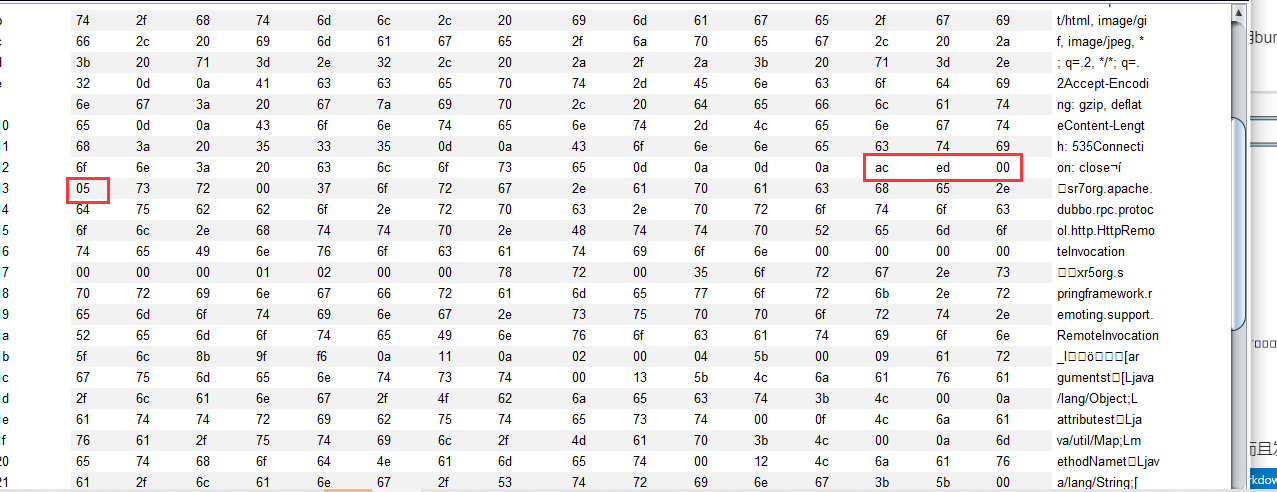 74 2f 68 74 6d 6c 2c 20 69 6d 61 67 65 2f 67 69 t/html, image/gi
66 2c 20 69 6d 61 67 65 2f 6a 70 65 67 2c 20 2a f, image/jpeg, *
3b 20 71 3d 2e 32 2c 20 2a 2f 2a 3b 20 71 3d 2e ; q=.2, */*; q=.
32 0d 0a 41 63 63 65 70 74 2d 45 6e 63 6f 64 69 2Accept-Encodi
6e 67 3a 20 67 7a 69 70 2c 20 64 65 66 6c 61 74 ng: gzip, deflat
10 65 0d 0a 43 6f 6e 74 65 6e 74 2d 4c 65 6e 67 74 eContent-Lengt
11 68 3a 20 35 33 35 0d 0a 43 6f 6e 6e 65 63 74 69 h: 535Connecti
12 6f 6e 3a 20 63 6c 6f 73 65 0d 0a 0d 0a ac ed 00 on: close¬í
13 05 73 72 00 37 6f 72 67 2e 61 70 61 63 68 65 2e sr7org.apache.
14 64 75 62 62 6f 2e 72 70 63 2e 70 72 6f 74 6f 63 dubbo.rpc.protoc
15 6f 6c 2e 68 74 74 70 2e 48 74 74 70 52 65 6d 6f ol.http.HttpRemo
16 74 65 49 6e 76 6f 63 61 74 69 6f 6e 00 00 00 00 teInvocation
17 00 00 00 01 02 00 00 00 78 72 00 35 6f 72 67 2e 73 xr5org.s
18 70 72 69 6e 67 66 72 61 6d 65 77 6f 72 6b 2e 72 pringframework.r
19 65 6d 6f 74 69 6e 67 2e 73 75 70 70 6f 72 74 2e emoting.support.
1a 52 65 6d 6f 74 65 49 6e 76 6f 63 61 74 69 6f 6e RemoteInvocation
1b 5f 6c 8b 9f f6 0a 11 0a 02 00 04 5b 00 09 61 72 _lö[ar
1c 67 75 6d 65 6e 74 73 74 00 13 5b 4c 6a 61 76 61 gumentst[Ljava
1d 2f 6c 61 6e 67 2f 4f 62 6a 65 63 74 3b 4c 00 0a /lang/Object;L
1e 61 74 74 72 69 62 75 74 65 73 74 00 0f 4c 6a 61 attributestLja
1f 76 61 2f 75 74 69 6c 2f 4d 61 70 3b 4c 00 0a 6d va/util/Map;Lm
20 65 74 68 6f 64 4e 61 6d 65 74 00 12 4c 6a 61 76 ethodNametLjav
21 61 2f 6c 61 6e 67 2f 53 74 72 69 6e 67 3b 5b 00 a/lang/String;[